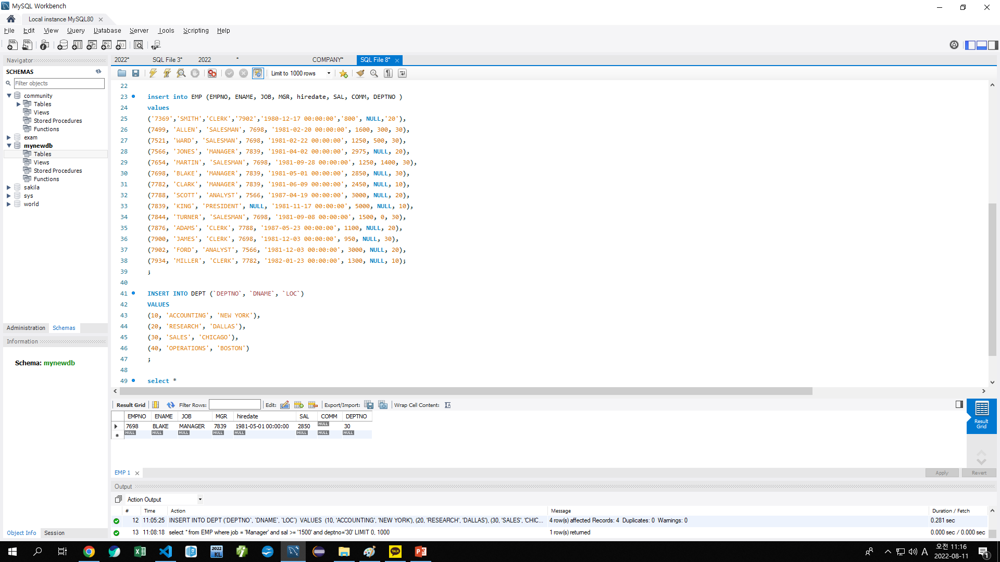 MySQL Workbench
Local instance MySQL80
File Edit View Query Database Server Tools Scripting Help
Navigator
SCHEMAS
Filter objects
community
Tables
Views
Stored Procedures
Functions
exam
mynewdb
Tables
Views
Stored Procedures
Functions
sakila
sys
world
Administration Schemas
Information
Schema: mynewdb
Object Info Session
2022* SQL File 3* 2022 * COMPANY* SQL File 8*
Limit to 1000 rows
22
23 insert into EMP (EMPNO, ENAME, JOB, MGR, hiredate, SAL, COMM, DEPTNO )
24 values
25 ('7369','SMITH','CLERK','7902','1980-12-17 00:00:00','800', NULL,'20'),
26 (7499, 'ALLEN', 'SALESMAN', 7698, '1981-02-20 00:00:00', 1600, 300, 30),
27 (7521, 'WARD', 'SALESMAN', 7698, '1981-02-22 00:00:00', 1250, 500, 30),
28 (7566, 'JONES', 'MANAGER', 7839, '1981-04-02 00:00:00', 2975, NULL, 20),
29 (7654, 'MARTIN', 'SALESMAN', 7698, '1981-09-28 00:00:00', 1250, 1400, 30),
30 (7698, 'BLAKE', 'MANAGER', 7839, '1981-05-01 00:00:00', 2850, NULL, 30),
31 (7782, 'CLARK', 'MANAGER', 7839, '1981-06-09 00:00:00', 2450, NULL, 10),
32 (7788, 'SCOTT', 'ANALYST', 7566, '1987-04-19 00:00:00', 3000, NULL, 20),
33 (7839, 'KING', 'PRESIDENT', NULL, '1981-11-17 00:00:00', 5000, NULL, 10),
34 (7844, 'TURNER', 'SALESMAN', 7698, '1981-09-08 00:00:00', 1500, 0, 30),
35 (7876, 'ADAMS', 'CLERK', 7788, '1987-05-23 00:00:00', 1100, NULL, 20),
36 (7900, 'JAMES', 'CLERK', 7698, '1981-12-03 00:00:00', 950, NULL, 30),
37 (7902, 'FORD', 'ANALYST', 7566, '1981-12-03 00:00:00', 3000, NULL, 20),
38 (7934, 'MILLER', 'CLERK', 7782, '1982-01-23 00:00:00', 1300, NULL, 10);
39 ;
40
41 INSERT INTO DEPT (`DEPTNO`, `DNAME`, `LOC`)
42 VALUES
43 (10, 'ACCOUNTING', 'NEW YORK'),
44 (20, 'RESEARCH', 'DALLAS'),
45 (30, 'SALES', 'CHICAGO'),
46 (40, 'OPERATIONS', 'BOSTON')
47 ;
48
49 select *
Result Grid Filter Rows: Edit: Export/Import: Wrap Cell Content:
EMPNO ENAME JOB MGR hiredate SAL COMM DEPTNO
7698 BLAKE MANAGER 7839 1981-05-01 00:00:00 2850 NULL 30
NULL NULL NULL NULL NULL NULL NULL NULL
Result
Grid
EMP 1
Apply Revert
Output
Action Output
# Time Action Message Duration / Fetch
12 11:05:25 INSERT INTO DEPT (`DEPTNO`, `DNAME`, `LOC`) VALUES (10, 'ACCOUNTING', 'NEW YORK'), (20, 'RESEARCH', 'DALLAS'), (30, 'SALES', 'CHIC... 4 row(s) affected Records: 4 Duplicates: 0 Warnings: 0 0.281 sec
13 11:08:18 select * from EMP where job = 'Manager' and sal >= '1500' and deptno='30' LIMIT 0, 1000 1 row(s) returned 0.000 sec / 0.000 sec
2022
KL
TALK
A
오전 11:16
2022-08-11
1